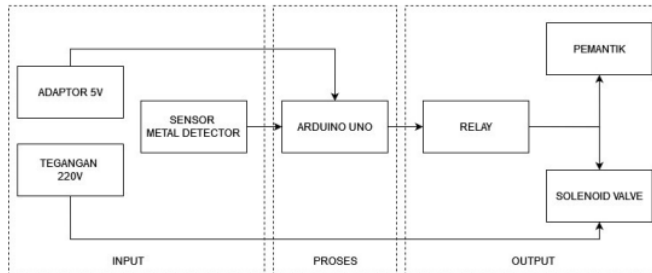 ADAPTOR 5V
TEGANGAN
220V
SENSOR
METAL DETECTOR
ARDUINO UNO
RELAY
PEMANTIK
SOLENOID VALVE
INPUT
PROSES
OUTPUT